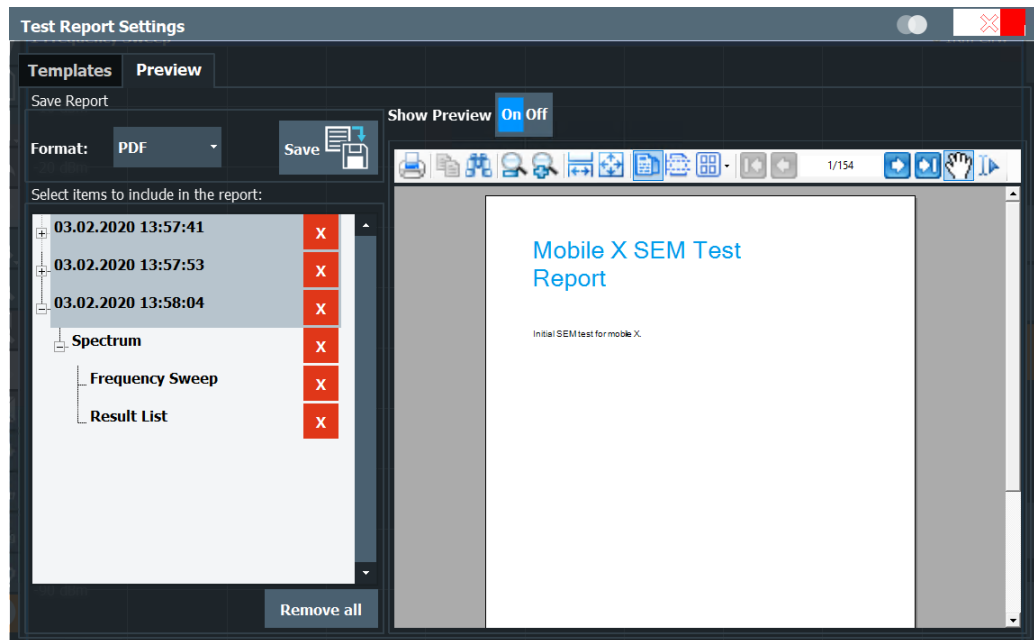 Test Report Settings
Templates Preview
Save Report
Format: PDF Save
Show Preview On Off
1/154
Select items to include in the report:
03.02.2020 13:57:41 X
03.02.2020 13:57:53 X
03.02.2020 13:58:04 X
Spectrum X
Frequency Sweep X
Result List X
Remove all
Mobile X SEM Test
Report
Initial SEM test for mobile X.